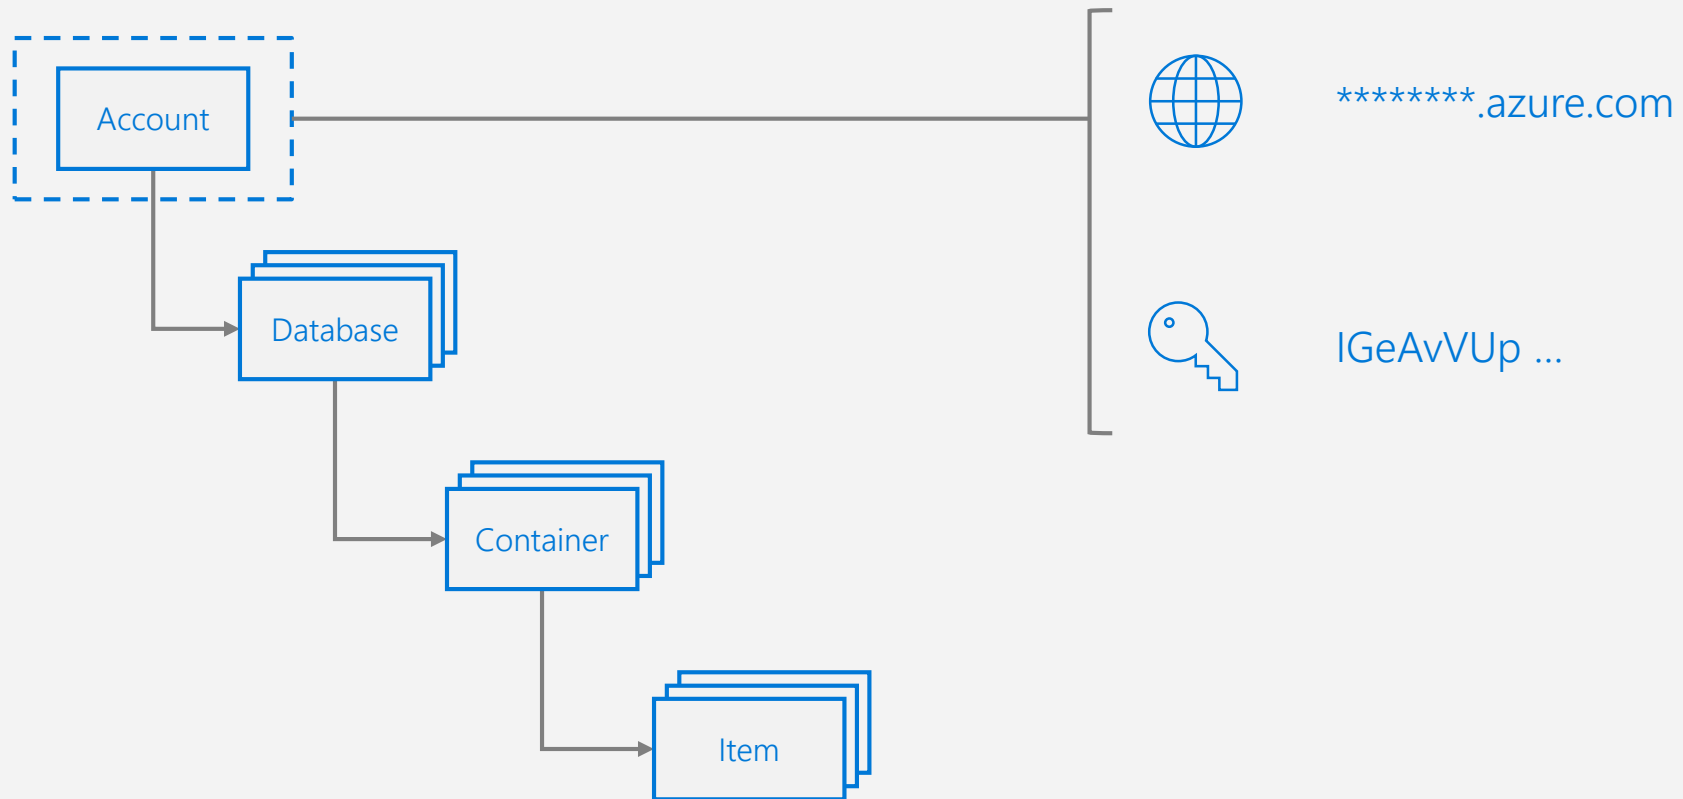 Account
********.azure.com
Database
IGeAvVUp ...
Container
Item